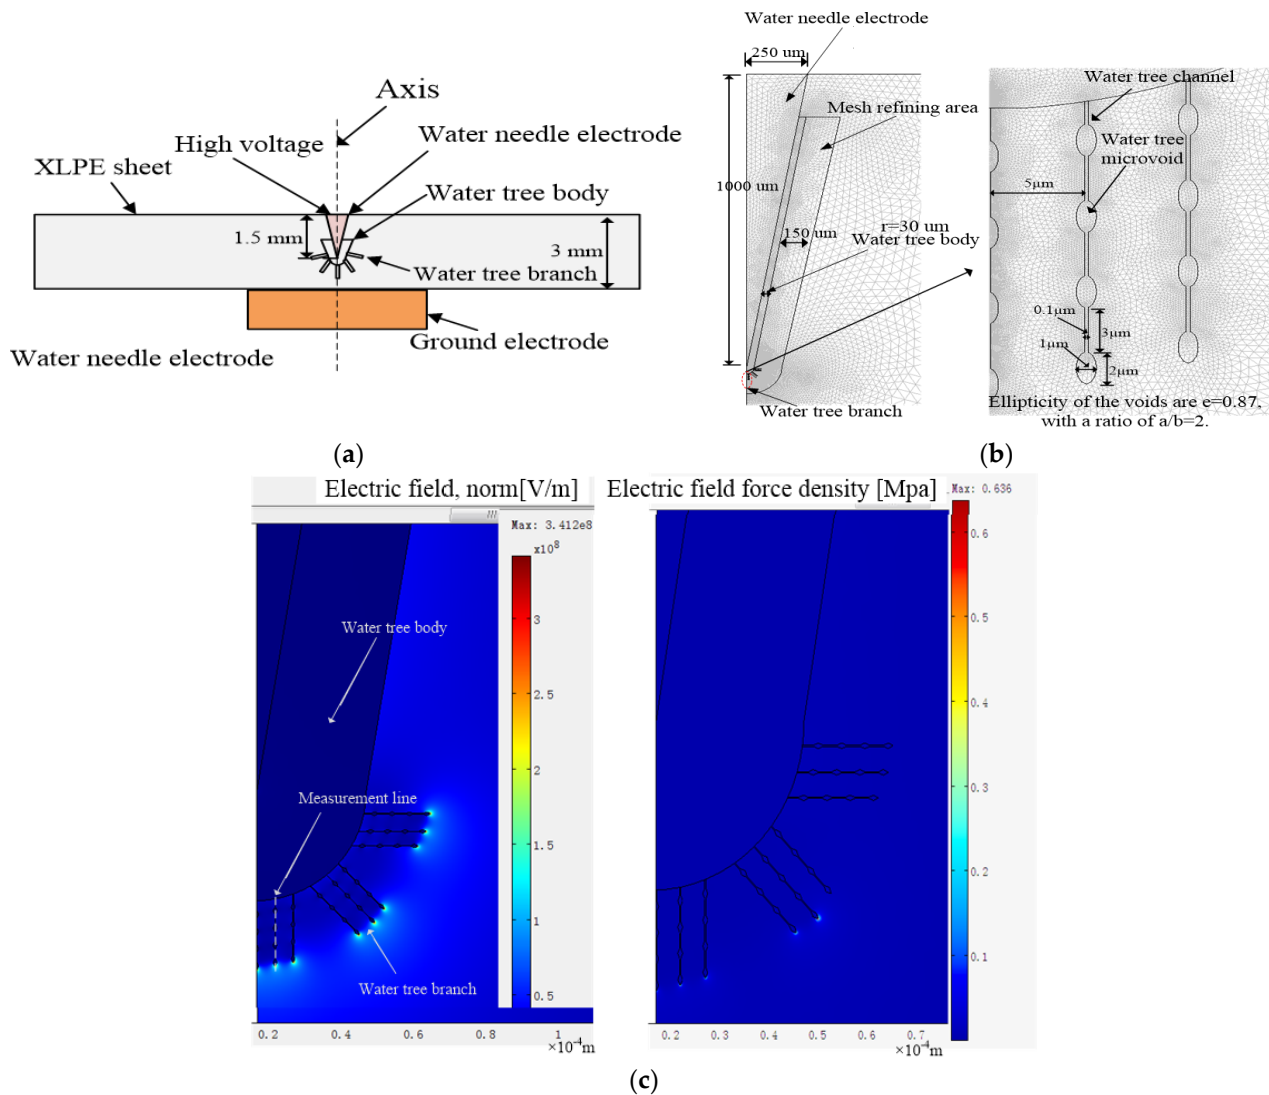 Axis
Water needle electrode
High voltage
XLPE sheet
Water tree body
1.5 mm
3 mm
Water tree branch
Ground electrode
Water needle electrode
(a)
Water needle electrode
250 um
Mesh refining area
1000 um
150 um
r=30 um
Water tree body
Water tree branch
Water tree channel
Water tree
microvoid
5μm
0.1μm
3μm
1μm
2μm
Ellipticity of the voids are e=0.87,
with a ratio of a/b=2.
(b)
Electric field, norm[V/m]
Max: 3.412e8
x10⁸
3
2.5
2
1.5
1
0.5
Water tree body
Measurement line
Water tree branch
0.2 0.4 0.6 0.8 1
×10⁻⁴m
Electric field force density [Mpa]
Max: 0.636
0.6
0.5
0.4
0.3
0.2
0.1
0.2 0.3 0.4 0.5 0.6 0.7
×10⁻⁴m
(c)